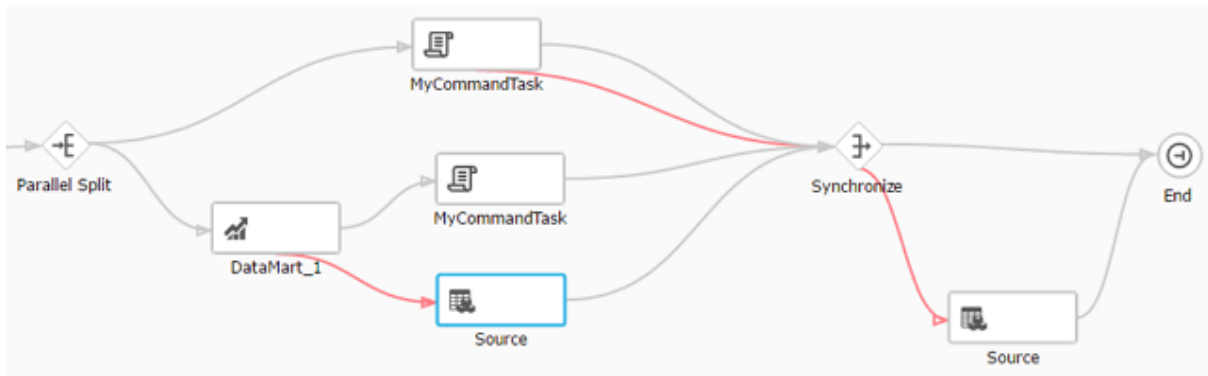 MyCommandTask
Parallel Split
Synchronize
End
MyCommandTask
DataMart_1
Source
Source